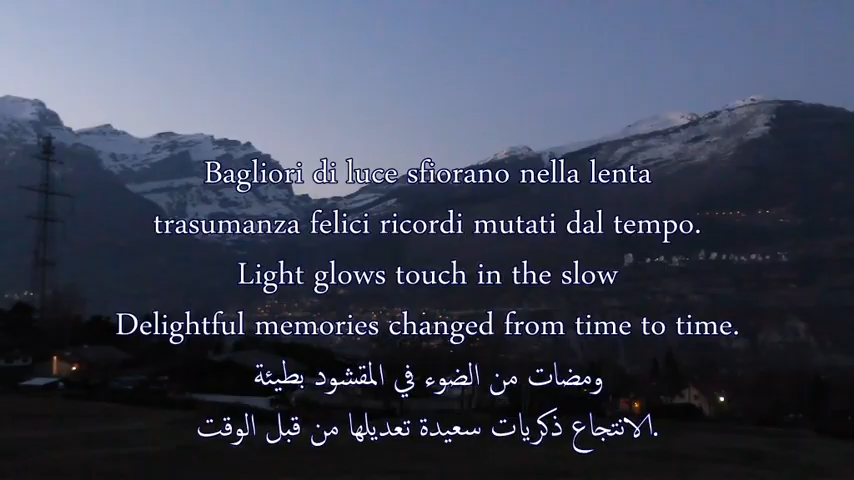 Bagliori di luce sfiorano nella lenta
trasumanza felici ricordi mutati dal tempo.
Light glows touch in the slow
Delightful memories changed from time to time.
ومضات من الضوء في المقشود بطيئة
الانتجاع ذكريات سعيدة تعديلها من قبل الوقت.